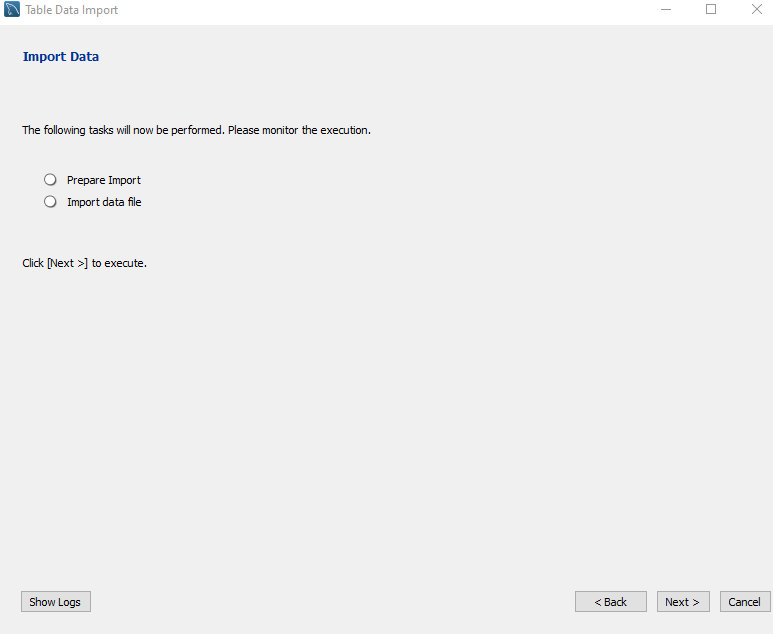 Table Data Import
Import Data
The following tasks will now be performed. Please monitor the execution.
Prepare Import
Import data file
Click [Next >] to execute.
Show Logs
< Back
Next >
Cancel